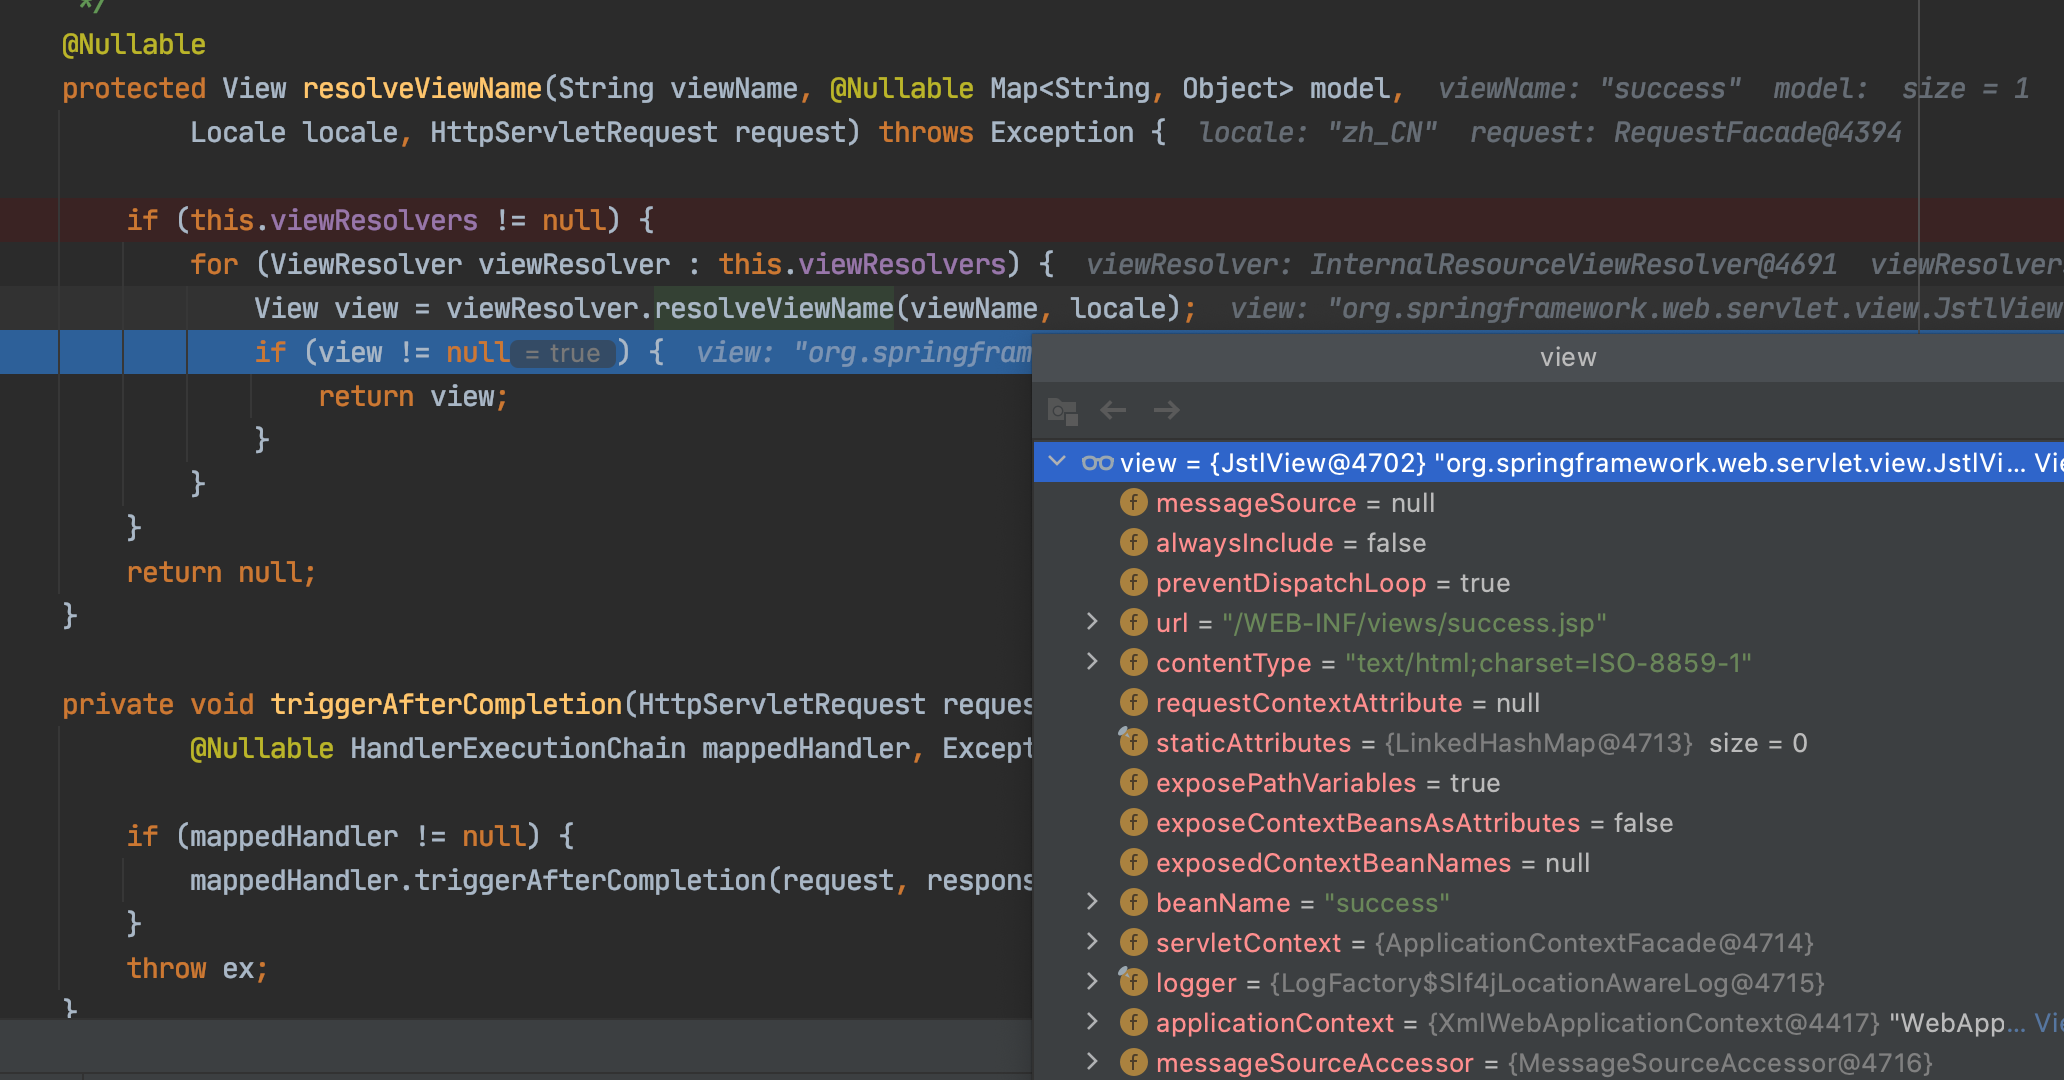 */
@Nullable
protected View resolveViewName(String viewName, @Nullable Map<String, Object> model,  viewName: "success"  model:  size = 1
Locale locale, HttpServletRequest request) throws Exception {  locale: "zh_CN"  request: RequestFacade@4394
if (this.viewResolvers != null) {
for (ViewResolver viewResolver : this.viewResolvers) {  viewResolver: InternalResourceViewResolver@4691  viewResolver
View view = viewResolver.resolveViewName(viewName, locale);  view: "org.springframework.web.servlet.view.JstlView
if (view != null = true ) {  view: "org.springfram
return view;
}
}
}
return null;
}
private void triggerAfterCompletion(HttpServletRequest reques
@Nullable HandlerExecutionChain mappedHandler, Except
if (mappedHandler != null) {
mappedHandler.triggerAfterCompletion(request, respons
}
throw ex;
}
view
view = {JstlView@4702} "org.springframework.web.servlet.view.JstlVi... Vie
f messageSource = null
f alwaysInclude = false
f preventDispatchLoop = true
f url = "/WEB-INF/views/success.jsp"
f contentType = "text/html;charset=ISO-8859-1"
f requestContextAttribute = null
f staticAttributes = {LinkedHashMap@4713}  size = 0
f exposePathVariables = true
f exposeContextBeansAsAttributes = false
f exposedContextBeanNames = null
f beanName = "success"
f servletContext = {ApplicationContextFacade@4714}
f logger = {LogFactory$Slf4jLocationAwareLog@4715}
f applicationContext = {XmlWebApplicationContext@4417} "WebApp... Vie
f messageSourceAccessor = {MessageSourceAccessor@4716}